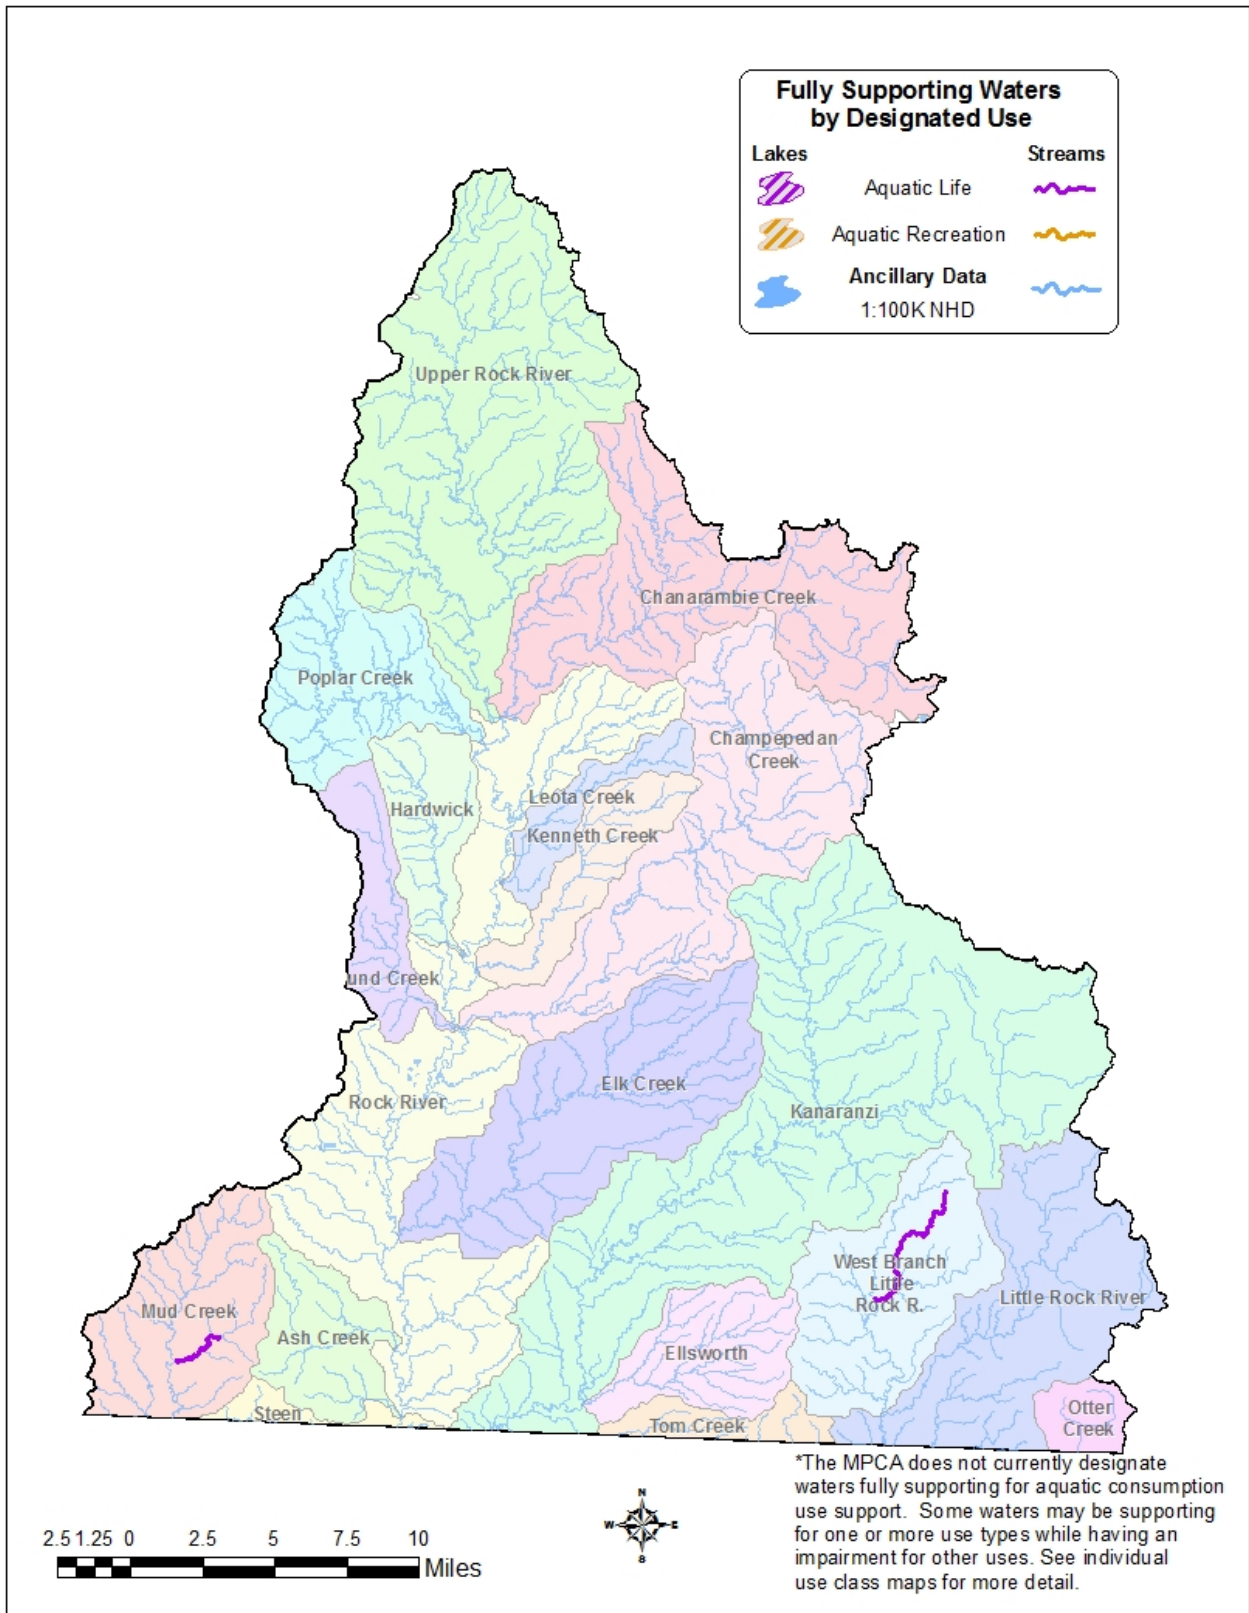 Fully Supporting Waters
by Designated Use
Lakes
Streams
Aquatic Life
Aquatic Recreation
Ancillary Data
1:100K NHD
Upper Rock River
Chanarambie Creek
Poplar Creek
Champepedan
Creek
Leota Creek
Hardwick
Kenneth Creek
und Creek
Elk Creek
Rock River
Kanaranzi
West Branch
Little
Rock R.
Little Rock River
Mud Creek
Ash Creek
Ellsworth
Steen
Tom Creek
Otter
Creek
*The MPCA does not currently designate
waters fully supporting for aquatic consumption
use support. Some waters may be supporting
for one or more use types while having an
impairment for other uses. See individual
use class maps for more detail.
N
W E
S
2.5 1.25 0 2.5 5 7.5 10
Miles